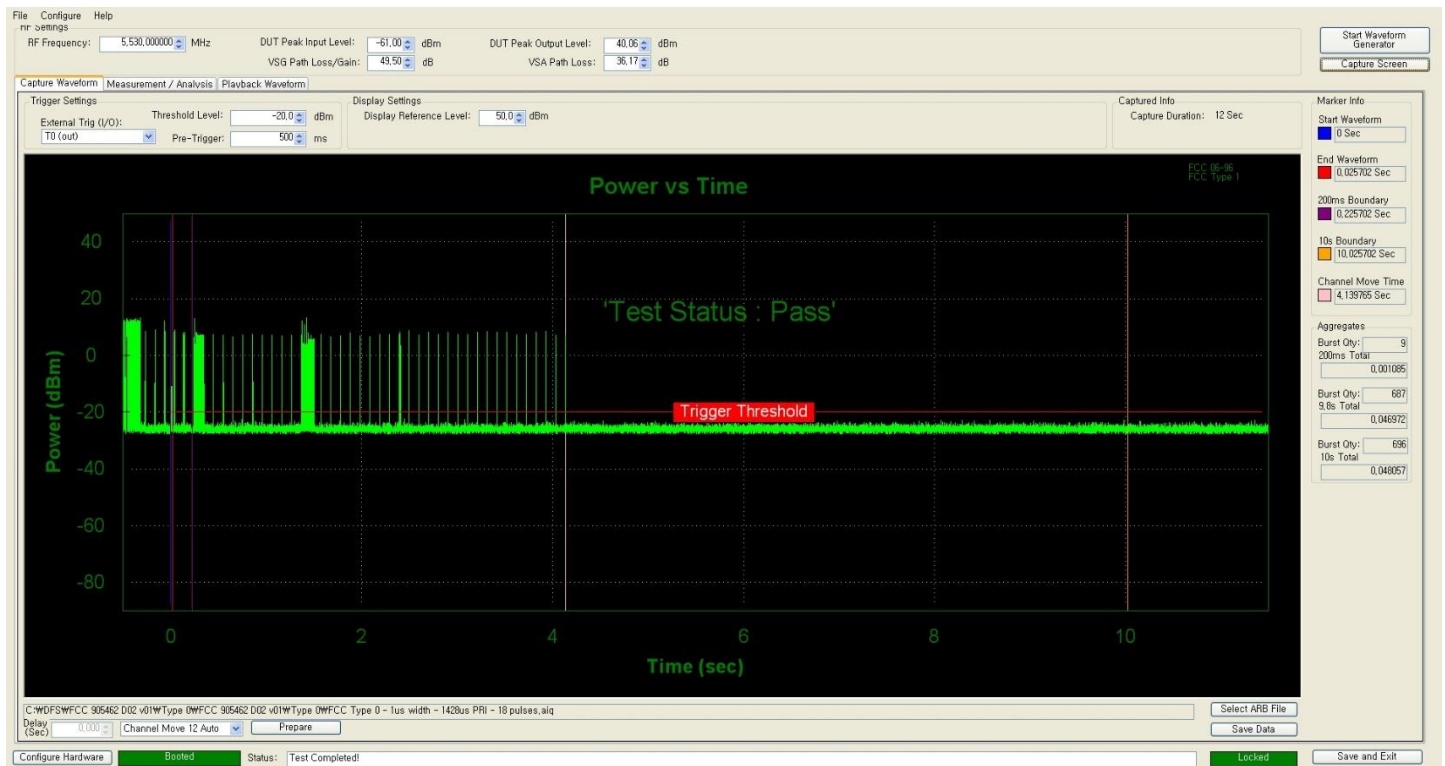 File Configure Help
RF Settings
RF Frequency: 5,530,000000 MHz DUT Peak Input Level: -61,00 dBm DUT Peak Output Level: 40,06 dBm
VSG Path Loss/Gain: 49,50 dB VSA Path Loss: 36,17 dB
Start Waveform
Generator
Capture Screen
Capture Waveform Measurement / Analysis Playback Waveform
Trigger Settings
External Trig (I/O): Threshold Level: -20,0 dBm
T0 (out) Pre-Trigger: 500 ms
Display Settings
Display Reference Level: 50,0 dBm
Captured Info
Capture Duration: 12 Sec
Marker Info
Start Waveform
0 Sec
End Waveform
0,025702 Sec
200ms Boundary
0,225702 Sec
10s Boundary
10,025702 Sec
Channel Move Time
4,139765 Sec
Aggregates
Burst Qty: 9
200ms Total
0,001085
Burst Qty: 687
9,8s Total
0,046972
Burst Qty: 696
10s Total
0,048057
FCC 06-96
FCC Type 1
Power vs Time
'Test Status : Pass'
Trigger Threshold
Power (dBm)
40
20
0
-20
-40
-60
-80
0 2 4 6 8 10
Time (sec)
C:₩DFS₩FCC 905462 D02 v01₩Type 0₩FCC 905462 D02 v01₩Type 0₩FCC Type 0 - 1us width - 1428us PRI - 18 pulses,aiq
Select ARB File
Delay
(Sec) 0,000 Channel Move 12 Auto Prepare
Save Data
Configure Hardware Booted Status: Test Completed! Locked Save and Exit